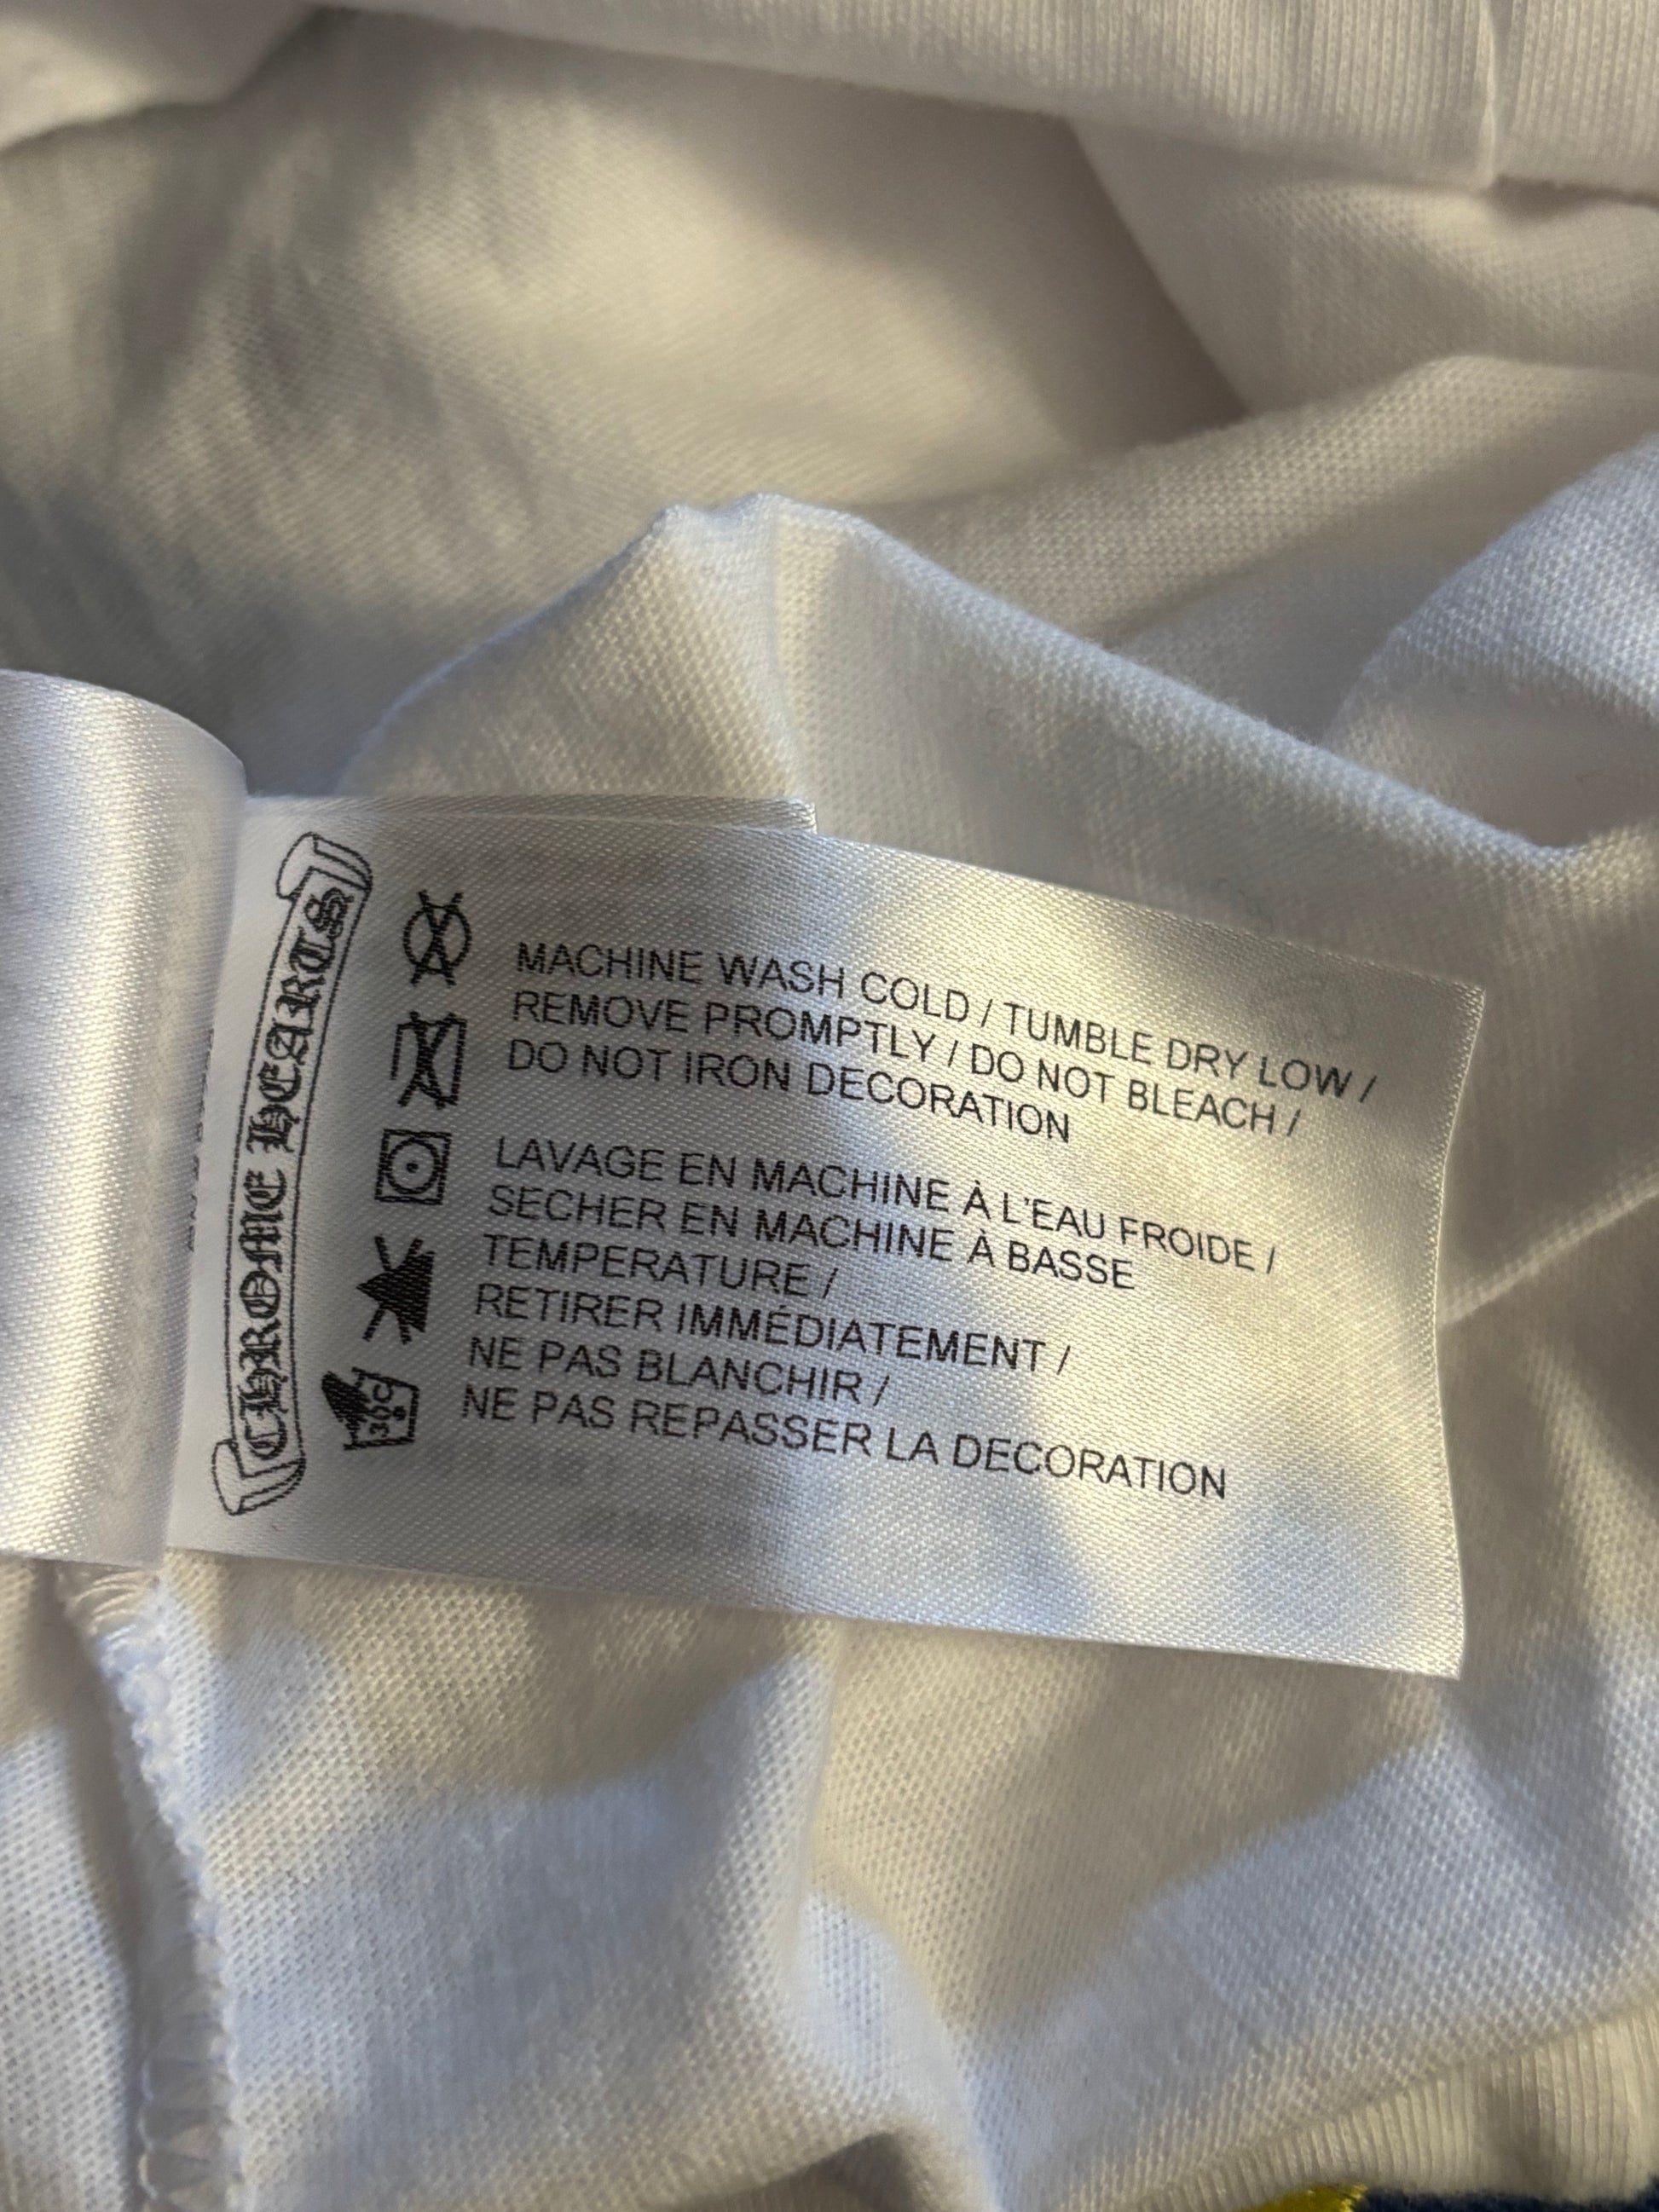 CHROME HEARTS
MACHINE WASH COLD / TUMBLE DRY LOW /
REMOVE PROMPTLY / DO NOT BLEACH /
DO NOT IRON DECORATION
LAVAGE EN MACHINE À L'EAU FROIDE /
SECHER EN MACHINE À BASSE
TEMPERATURE /
RETIRER IMMÉDIATEMENT /
NE PAS BLANCHIR /
NE PAS REPASSER LA DECORATION
A
30C